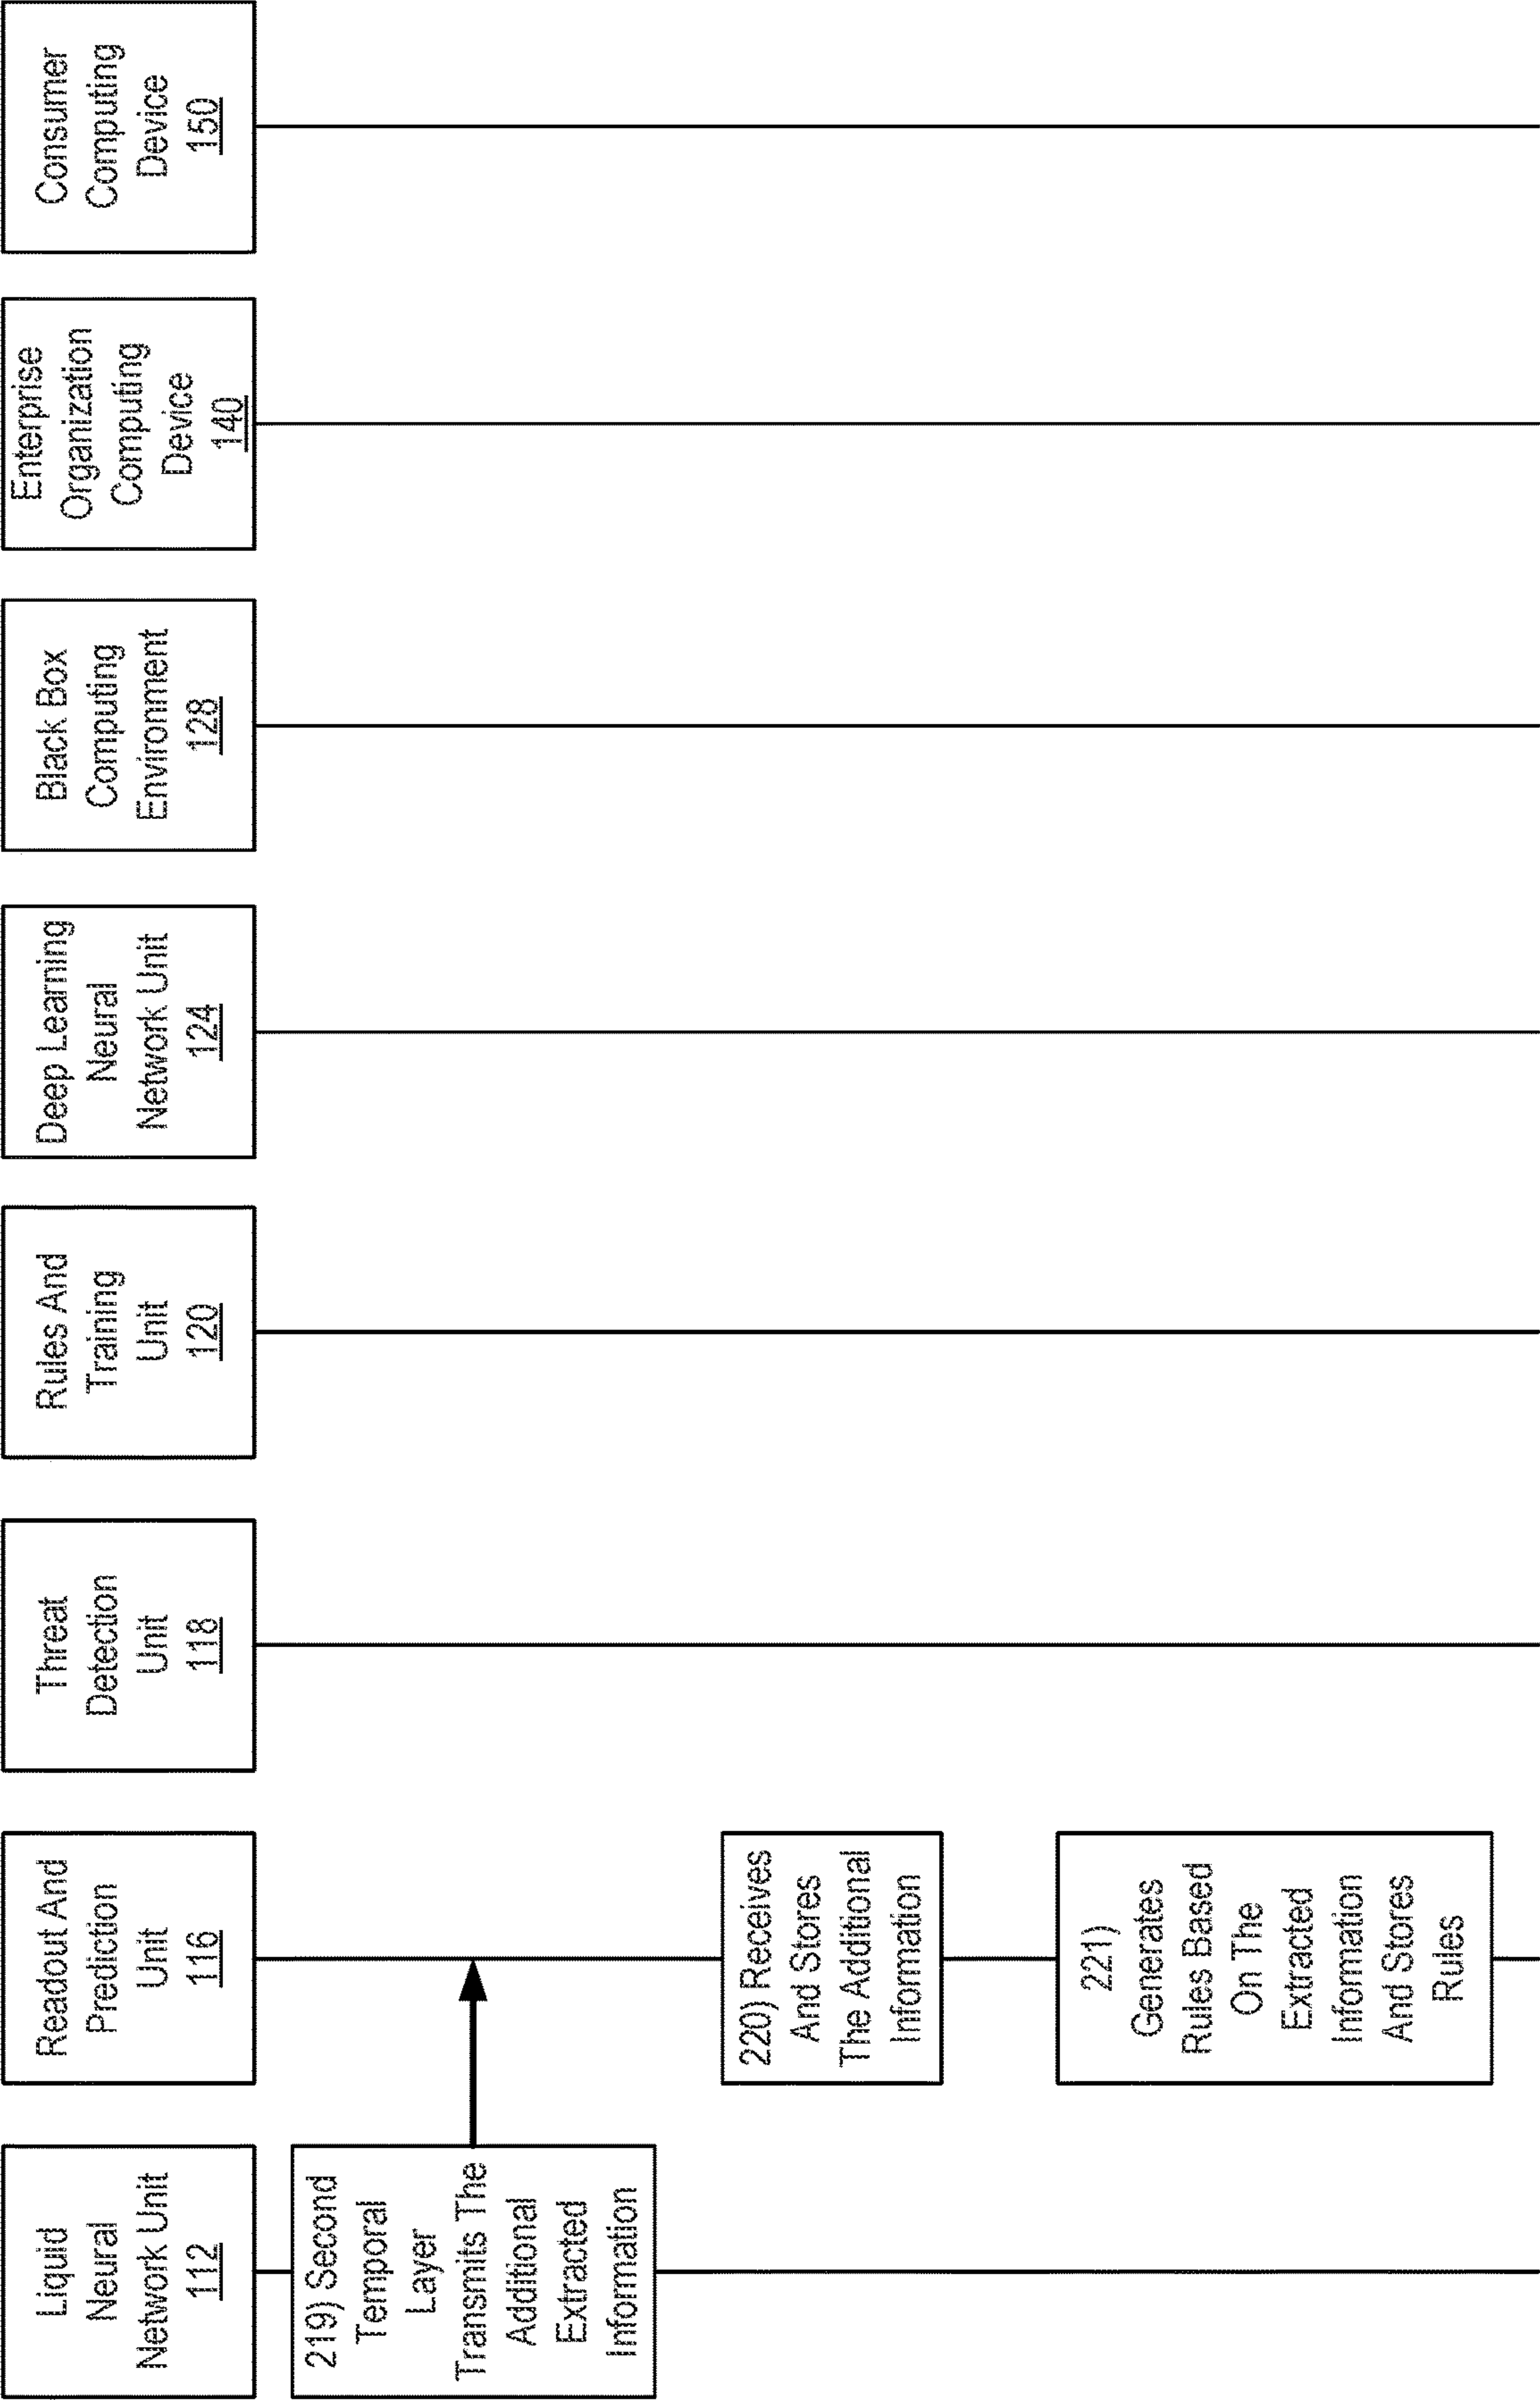 Liquid
Neural
Network Unit
112
Readout And
Prediction
Unit
116
Threat
Detection
Unit
118
Rules And
Training
Unit
120
Deep Learning
Neural
Network Unit
124
Black Box
Computing
Environment
128
Enterprise
Organization
Computing
Device
140
Consumer
Computing
Device
150
219) Second
Temporal
Layer
Transmits The
Additional
Extracted
Information
220) Receives
And Stores
The Additional
Information
221)
Generates
Rules Based
On The
Extracted
Information
And Stores
Rules